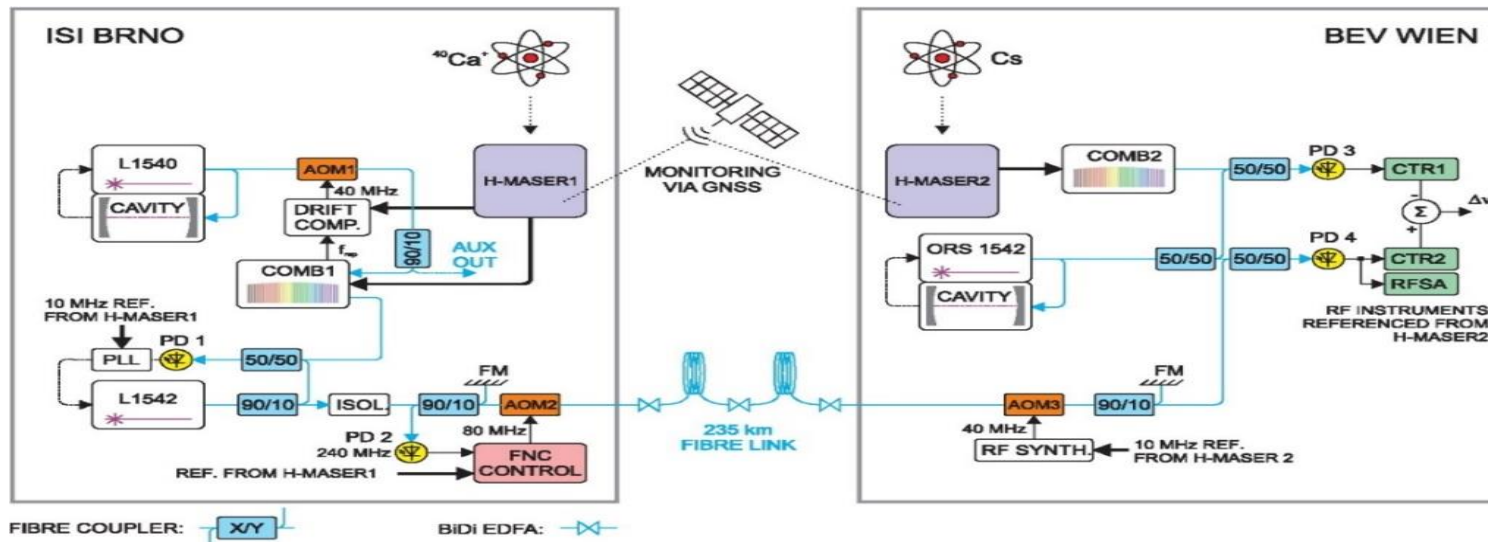 ISI BRNO
⁴⁰Ca⁺
L1540
CAVITY
AOM1
40 MHz
DRIFT
COMP.
H-MASER1
f_rep
90/10
AUX
OUT
COMB1
10 MHz REF.
FROM H-MASER1
PLL
PD 1
50/50
L1542
90/10
ISOL.
90/10
FM
AOM2
PD 2
240 MHz
80 MHz
FNC
CONTROL
REF. FROM H-MASER1
MONITORING
VIA GNSS
235 km
FIBRE LINK
BEV WIEN
Cs
H-MASER2
COMB2
50/50
PD 3
CTR1
-
Σ
Δν
+
ORS 1542
CAVITY
50/50
50/50
PD 4
CTR2
RFSA
RF INSTRUMENTS
REFERENCED FROM
H-MASER2
FM
AOM3
90/10
40 MHz
RF SYNTH.
10 MHz REF.
FROM H-MASER 2
FIBRE COUPLER:
X/Y
BiDi EDFA: